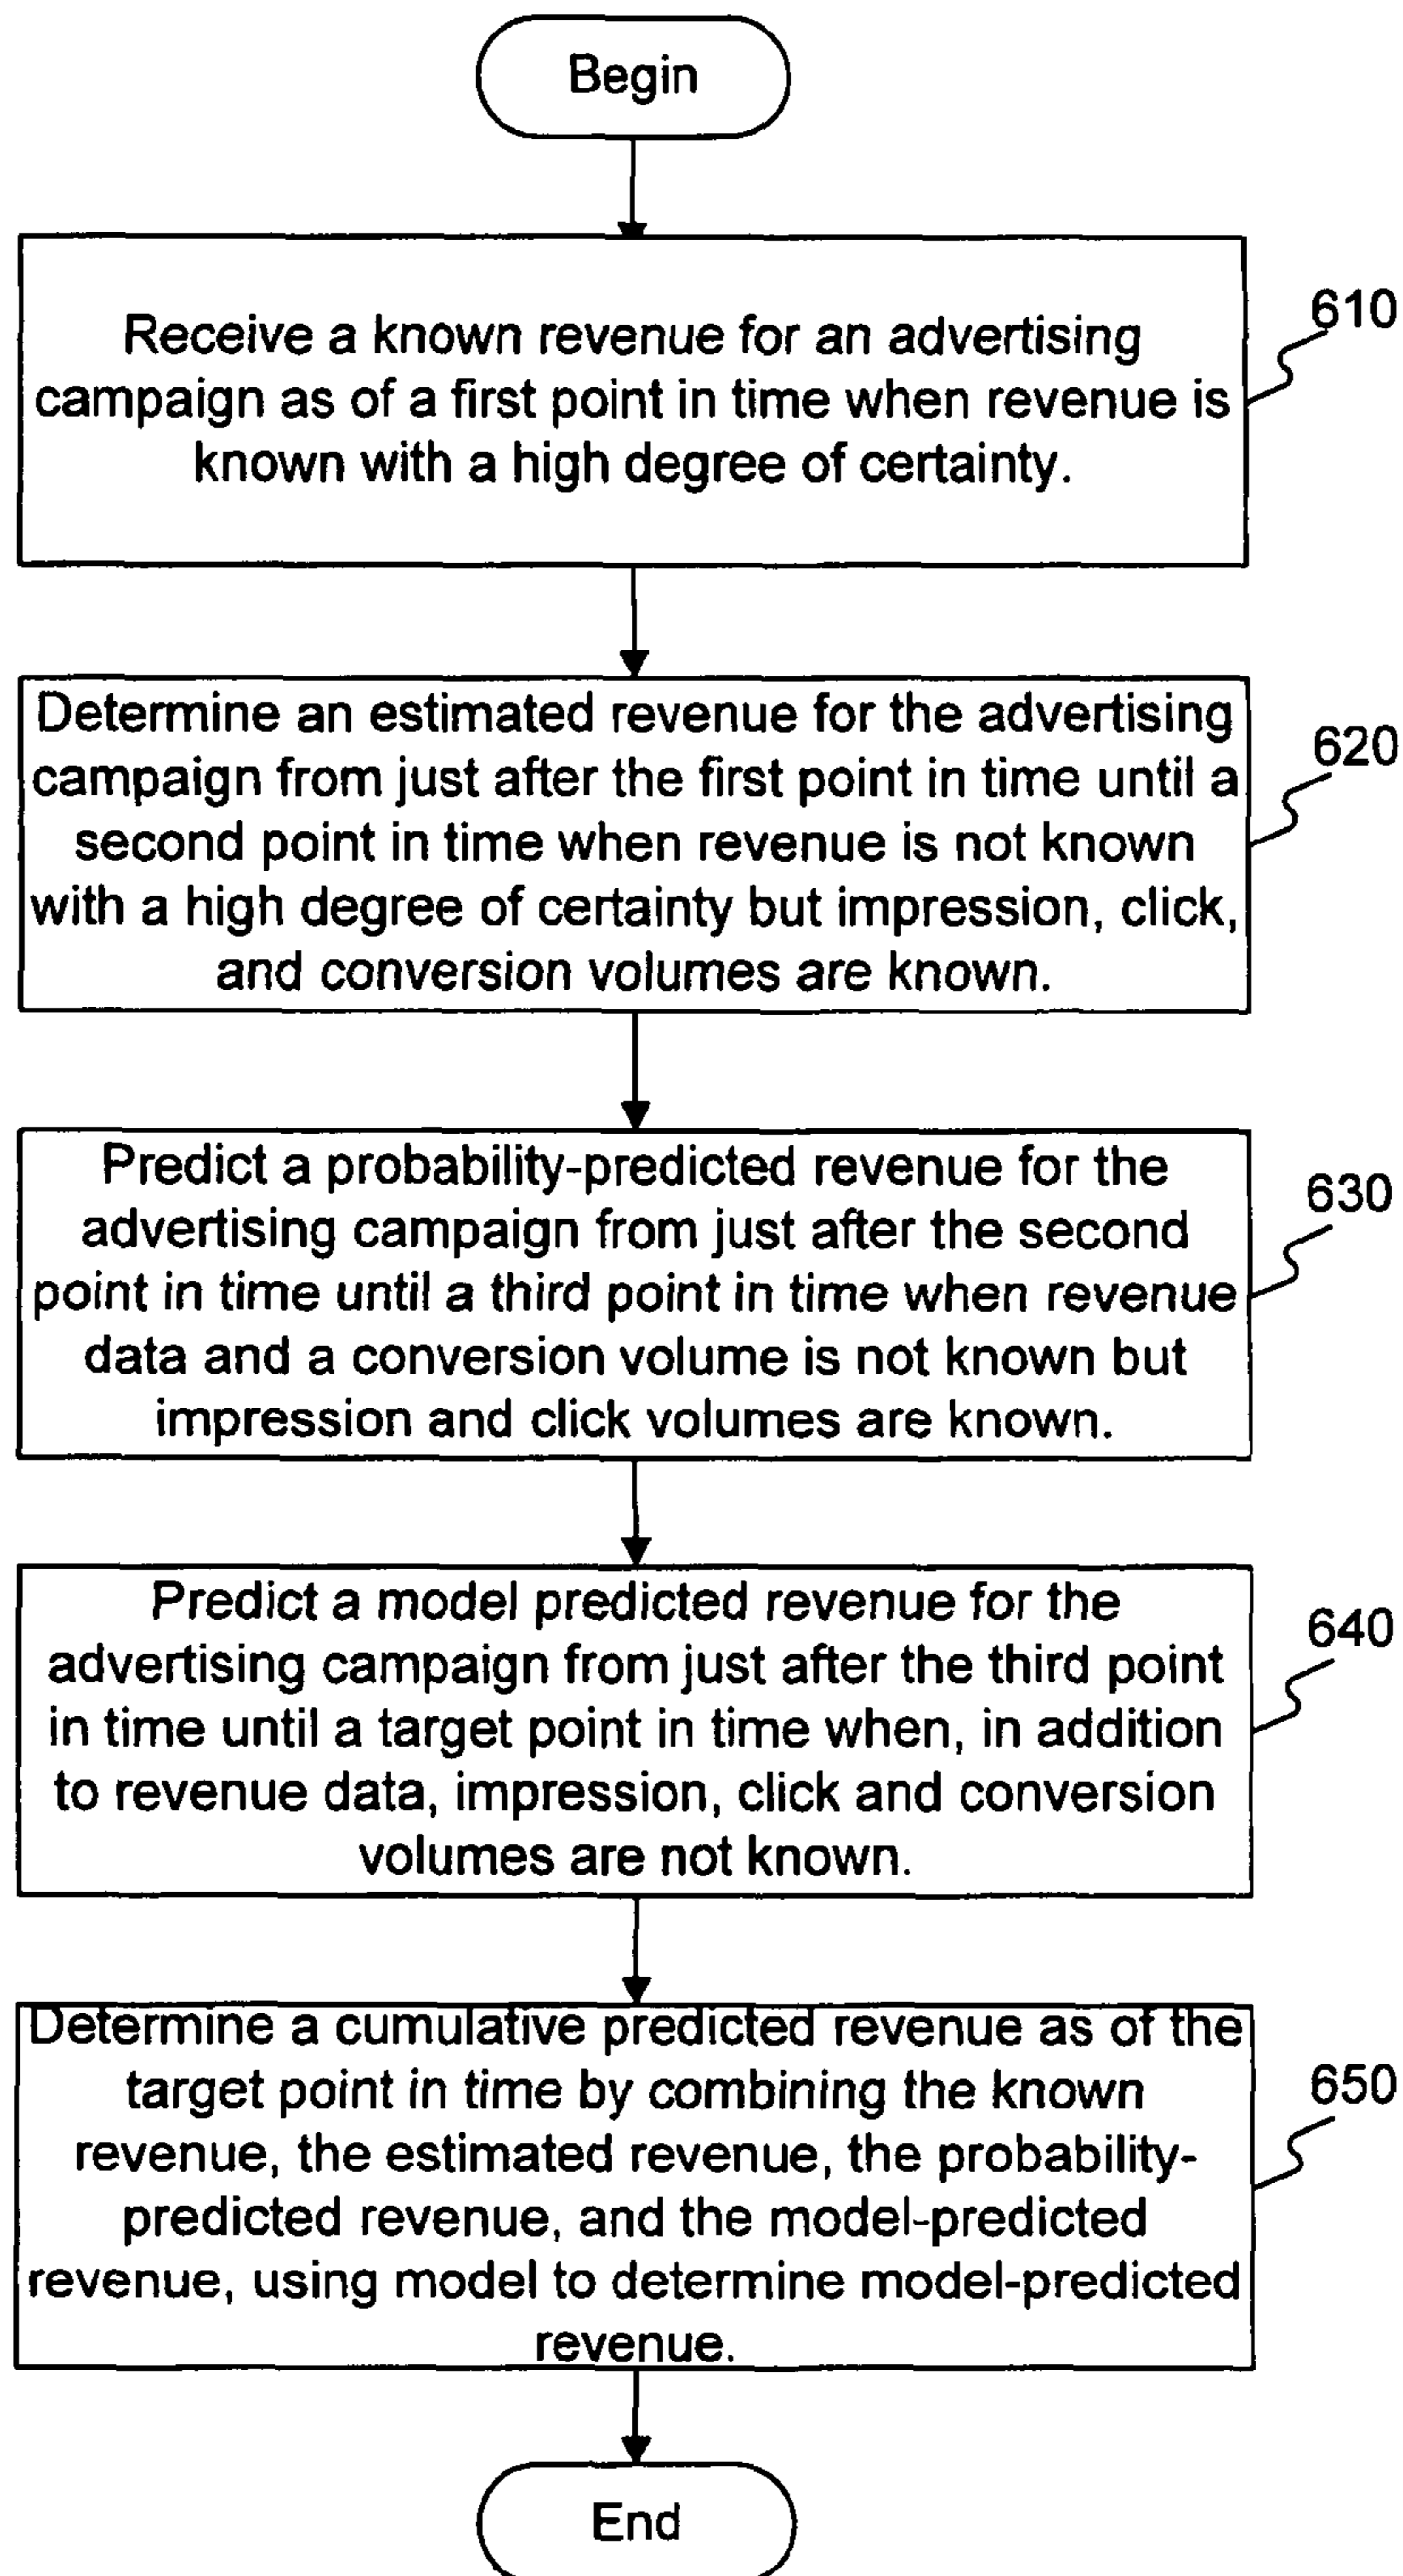 Begin
Receive a known revenue for an advertising
campaign as of a first point in time when revenue is
known with a high degree of certainty.
610
Determine an estimated revenue for the advertising
campaign from just after the first point in time until a
second point in time when revenue is not known
with a high degree of certainty but impression, click,
and conversion volumes are known.
620
Predict a probability-predicted revenue for the
advertising campaign from just after the second
point in time until a third point in time when revenue
data and a conversion volume is not known but
impression and click volumes are known.
630
Predict a model predicted revenue for the
advertising campaign from just after the third point
in time until a target point in time when, in addition
to revenue data, impression, click and conversion
volumes are not known.
640
Determine a cumulative predicted revenue as of the
target point in time by combining the known
revenue, the estimated revenue, the probability-
predicted revenue, and the model-predicted
revenue, using model to determine model-predicted
revenue.
650
End